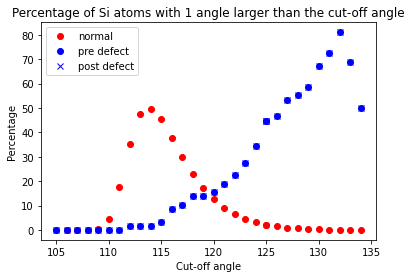 Percentage of Si atoms with 1 angle larger than the cut-off angle
normal
pre defect
post defect
Percentage
80
70
60
50
40
30
20
10
0
105 110 115 120 125 130 135
Cut-off angle